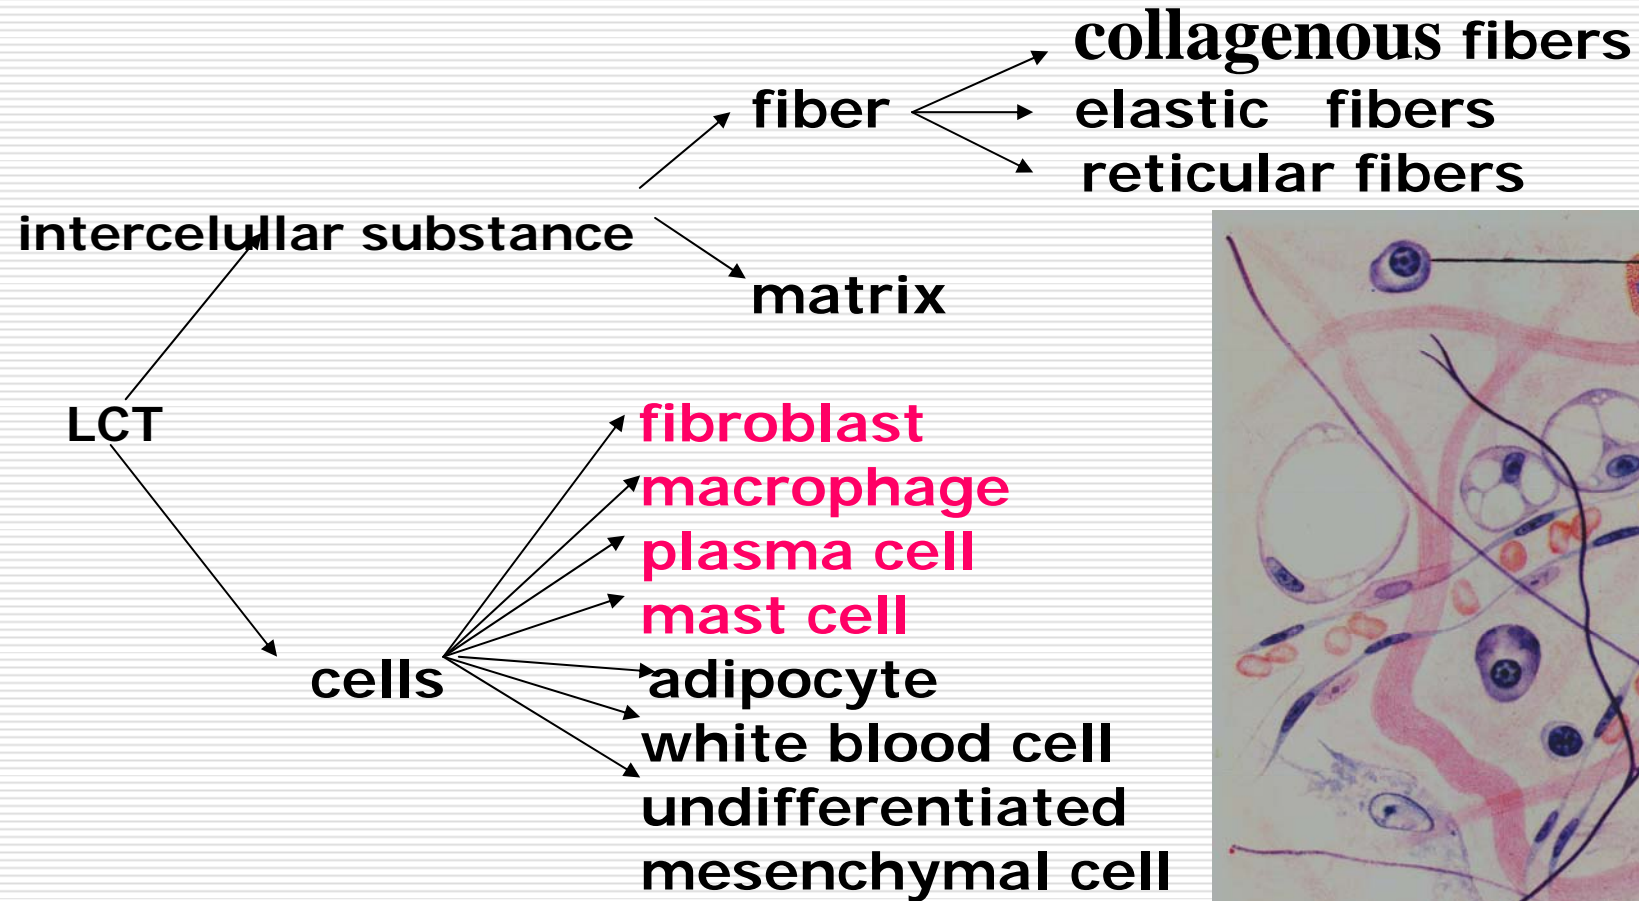 collagenous fibers
fiber
elastic fibers
reticular fibers
intercelullar substance
matrix
LCT
fibroblast
macrophage
plasma cell
mast cell
cells
adipocyte
white blood cell
undifferentiated
mesenchymal cell